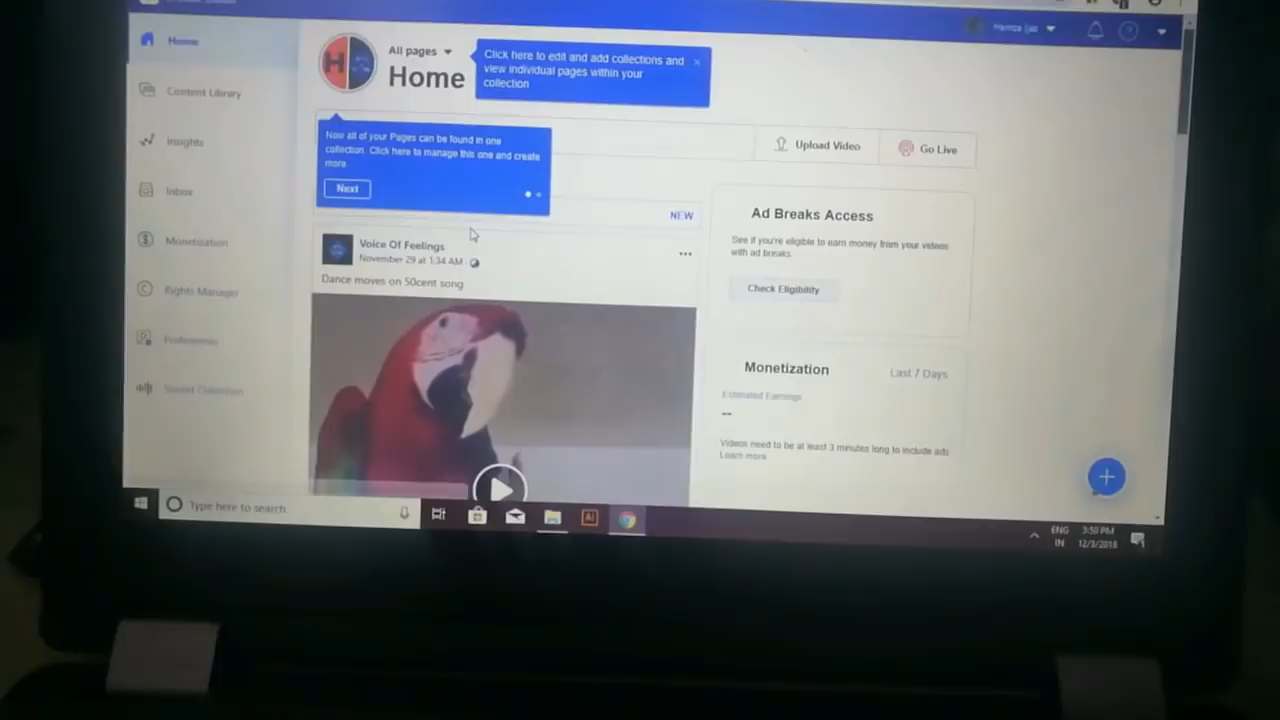 Home
Content Library
Insights
Inbox
Monetization
Rights Manager
Preferences
Sound Collection
H
All pages
Home
Click here to edit and add collections and
view individual pages within your
collection
Now all of your Pages can be found in one
collection. Click here to manage this one and create
more.
Next
Upload Video
Go Live
NEW
Voice Of Feelings
November 29 at 1:34 AM
Dance moves on 50cent song
Ad Breaks Access
See if you're eligible to earn money from your videos
with ad breaks.
Check Eligibility
Monetization
Last 7 Days
Estimated Earnings
--
Videos need to be at least 3 minutes long to include ads
Learn more
Type here to search
Ai
ENG
IN
3:50 PM
12/3/2018